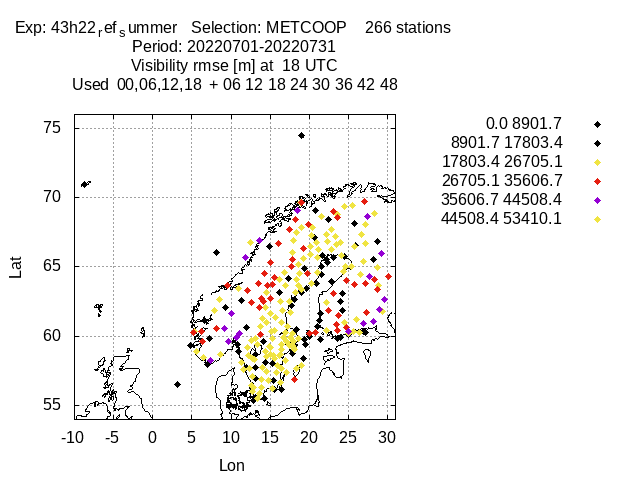 Exp: 43h22ref summer Selection: METCOOP 266 stations
Period: 20220701-20220731
Visibility rmse [m] at 18 UTC
Used 00,06,12,18 + 06 12 18 24 30 36 42 48
0.0 8901.7
8901.7 17803.4
17803.4 26705.1
26705.1 35606.7
35606.7 44508.4
44508.4 53410.1
75
70
65
60
55
Lat
-10 -5 0 5 10 15 20 25 30
Lon